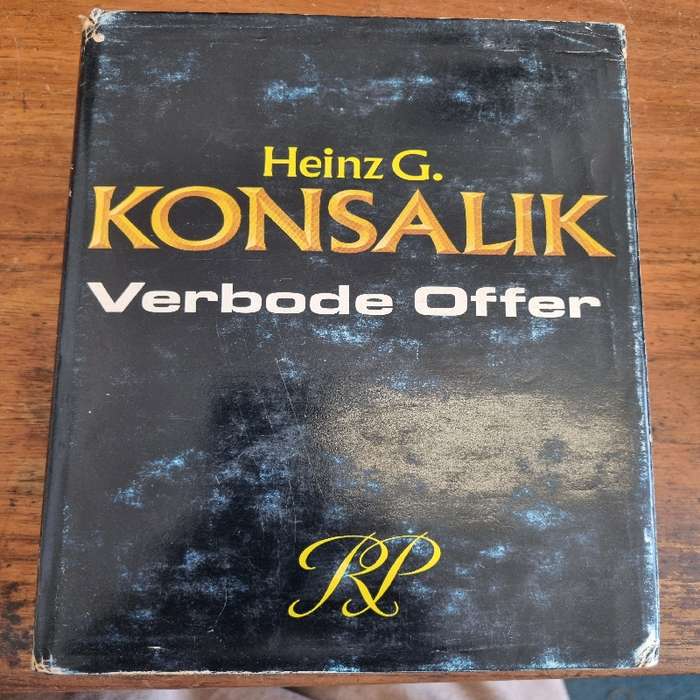 Heinz G.
KONSALIK
Verbode Offer
RP